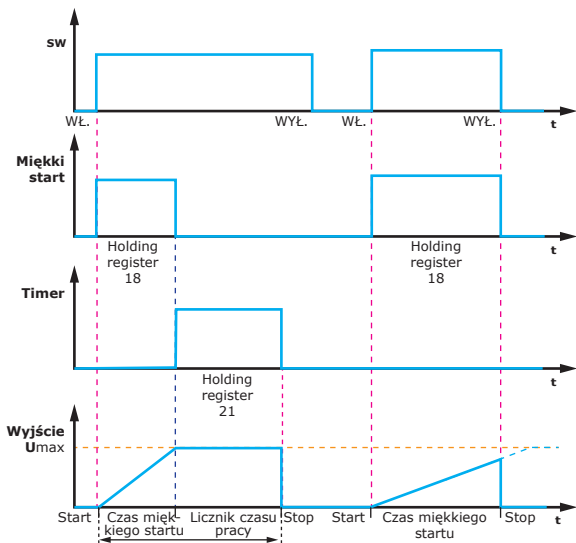 sw
WŁ.
WYŁ.
WŁ.
WYŁ.
t
Miękki
start
t
Holding
register
18
Holding
register
18
Timer
t
Holding
register
21
Wyjście
Umax
t
Start
Czas mięk-
kiego startu
Licznik czasu
pracy
Stop
Start
Czas miękkiego
startu
Stop